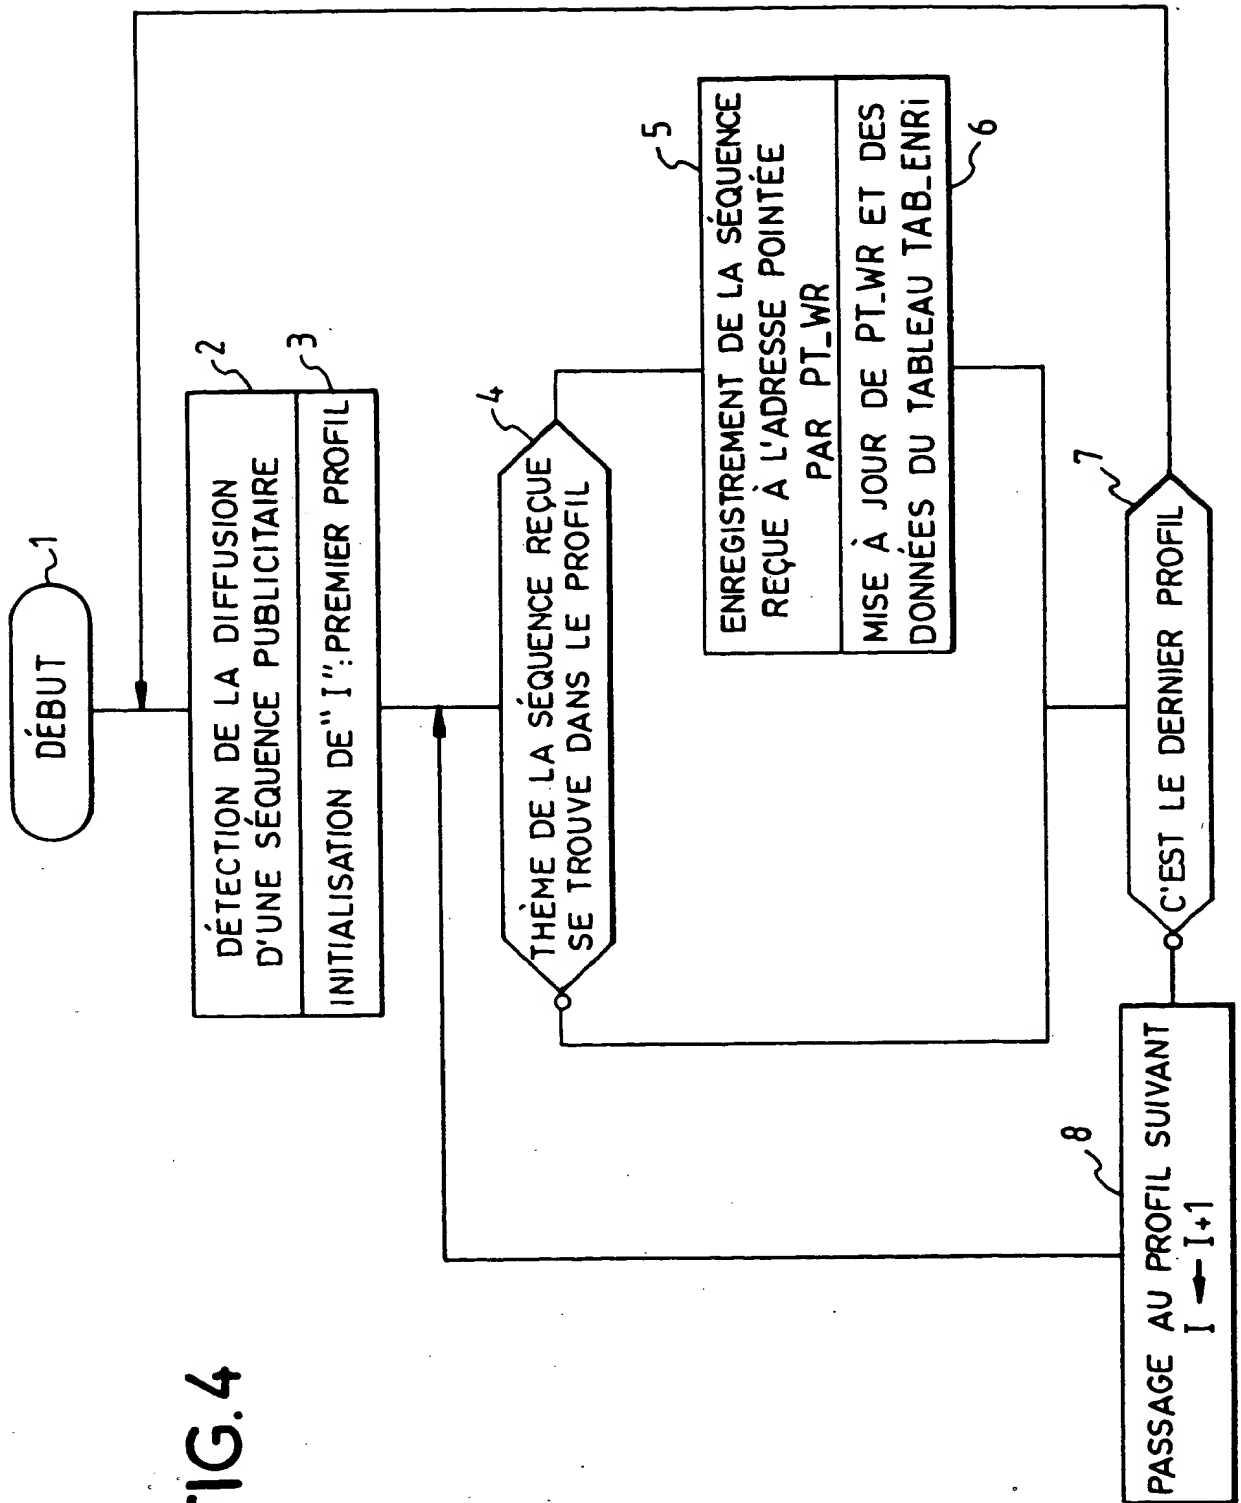 DÉBUT
1
DÉTECTION DE LA DIFFUSION
D'UNE SÉQUENCE PUBLICITAIRE
2
INITIALISATION DE "I": PREMIER PROFIL
3
THÈME DE LA SÉQUENCE REÇUE
SE TROUVE DANS LE PROFIL
4
ENREGISTREMENT DE LA SÉQUENCE
REÇUE À L'ADRESSE POINTÉE
PAR PT_WR
5
MISE À JOUR DE PT_WR ET DES
DONNÉES DU TABLEAU TAB_ENRi
6
C'EST LE DERNIER PROFIL
7
PASSAGE AU PROFIL SUIVANT
I ← I+1
8
FIG. 4